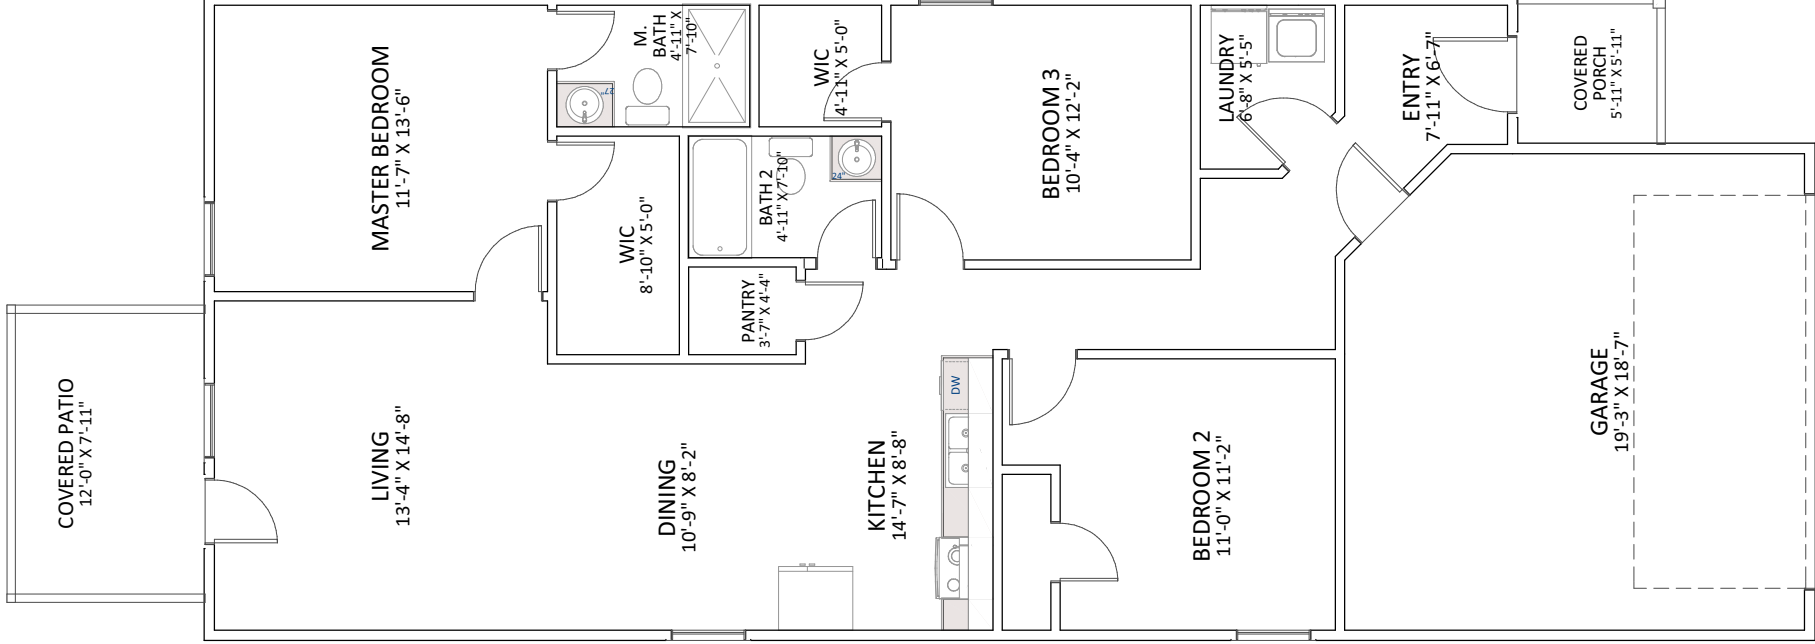 MASTER BEDROOM
11'-7" X 13'-6"
M.
BATH
4'-11" X
7'-10"
27"
WIC
4'-11" X 5'-0"
BEDROOM 3
10'-4" X 12'-2"
LAUNDRY
6'-8" X 5'-5"
ENTRY
7'-11" X 6'-7"
COVERED
PORCH
5'-11" X 5'-11"
WIC
8'-10" X 5'-0"
BATH 2
4'-11" X 7'-10"
24"
PANTRY
3'-7" X 4'-4"
COVERED PATIO
12'-0" X 7'-11"
LIVING
13'-4" X 14'-8"
DINING
10'-9" X 8'-2"
KITCHEN
14'-7" X 8'-8"
DW
BEDROOM 2
11'-0" X 11'-2"
GARAGE
19'-3" X 18'-7"